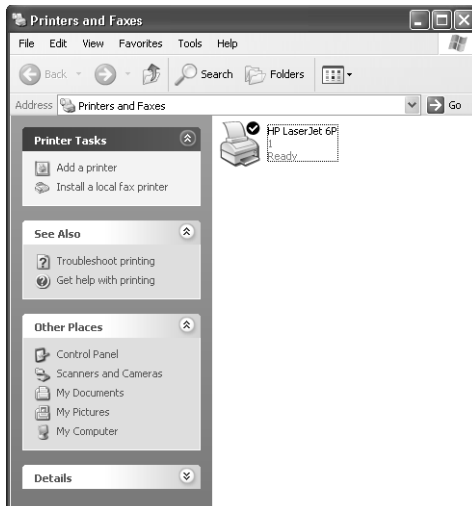 Printers and Faxes
File Edit View Favorites Tools Help
Back Search Folders
Address Printers and Faxes Go
Printer Tasks
Add a printer
Install a local fax printer
See Also
Troubleshoot printing
Get help with printing
Other Places
Control Panel
Scanners and Cameras
My Documents
My Pictures
My Computer
Details
HP LaserJet 6P
1
Ready